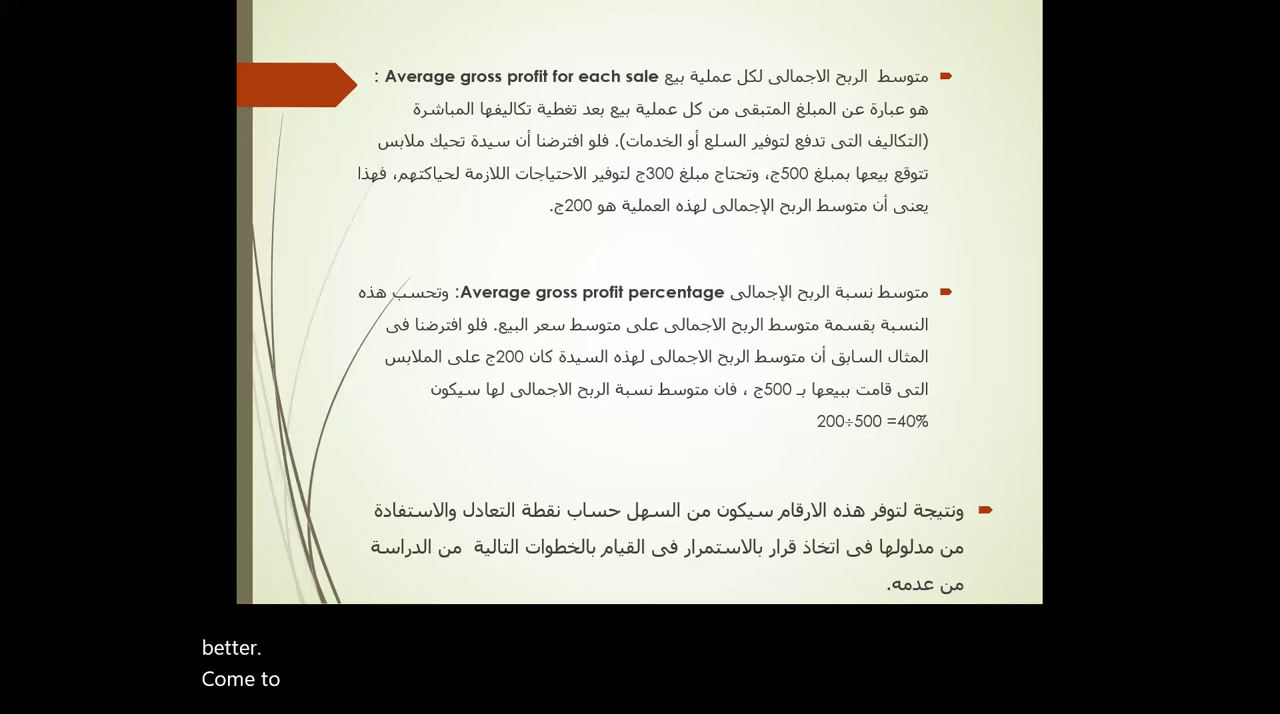 متوسط الربح الاجمالى لكل عملية بيع Average gross profit for each sale :
هو عبارة عن المبلغ المتبقى من كل عملية بيع بعد تغطية تكاليفها المباشرة
(التكاليف التى تدفع لتوفير السلع أو الخدمات). فلو افترضنا أن سيدة تحيك ملابس
تتوقع بيعها بمبلغ 500ج، وتحتاج مبلغ 300ج لتوفير الاحتياجات اللازمة لحياكتهم، فهذا
يعنى أن متوسط الربح الإجمالى لهذه العملية هو 200ج.
متوسط نسبة الربح الإجمالى Average gross profit percentage: وتحسب هذه
النسبة بقسمة متوسط الربح الاجمالى على متوسط سعر البيع. فلو افترضنا فى
المثال السابق أن متوسط الربح الاجمالى لهذه السيدة كان 200ج على الملابس
التى قامت ببيعها بـ 500ج ، فان متوسط نسبة الربح الاجمالى لها سيكون
200÷500 =40%
ونتيجة لتوفر هذه الارقام سيكون من السهل حساب نقطة التعادل والاستفادة
من مدلولها فى اتخاذ قرار بالاستمرار فى القيام بالخطوات التالية من الدراسة
من عدمه.
better.
Come to